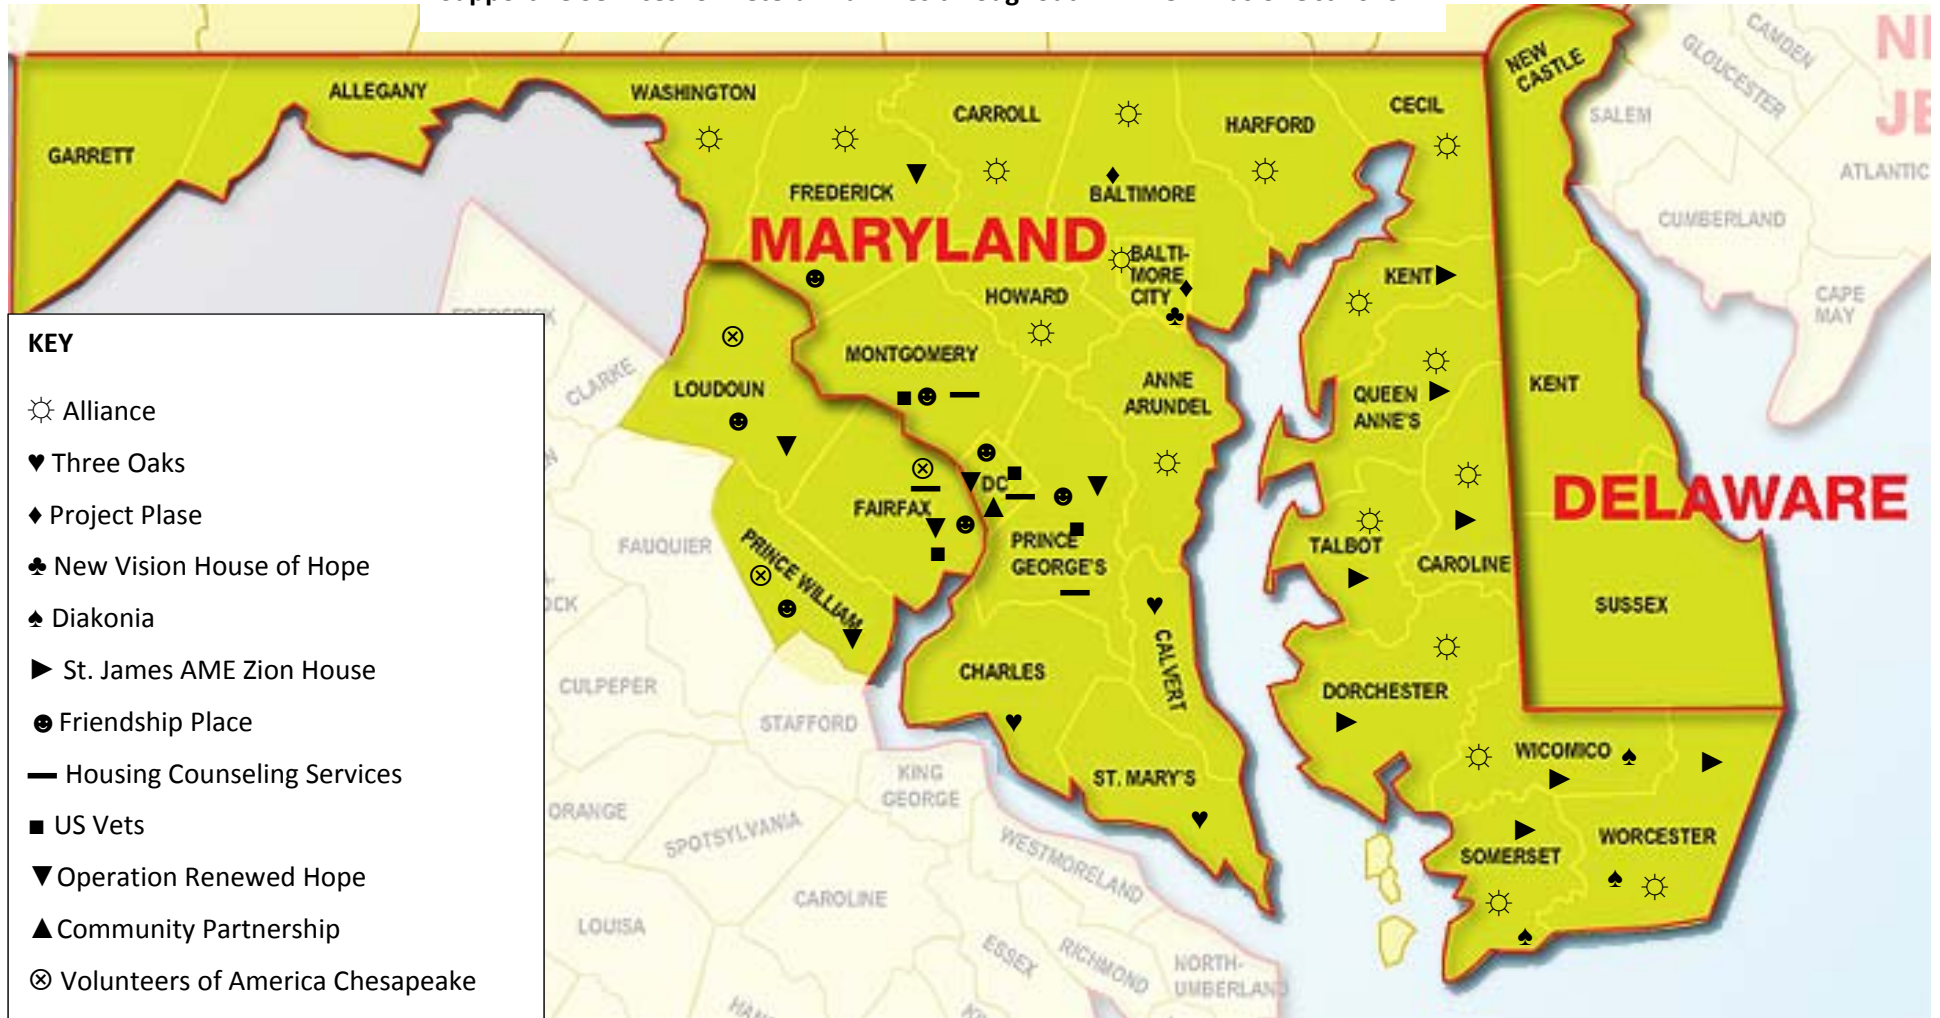 GARRETT
ALLEGANY
WASHINGTON
FREDERICK
CARROLL
BALTIMORE
HARFORD
CECIL
NEW
CASTLE
SALEM
GLOUCESTER
CAMDEN
ATLANTIC
CUMBERLAND
CAPE
MAY
MARYLAND
BALTI-
MORE
CITY
HOWARD
KENT
MONTGOMERY
ANNE
ARUNDEL
QUEEN
ANNE'S
KENT
CLARKE
LOUDOUN
FAIRFAX
DC
PRINCE
GEORGE'S
PRINCE WILLIAM
FAUQUIER
TALBOT
CAROLINE
DELAWARE
SUSSEX
CULPEPER
STAFFORD
CHARLES
CALVERT
DORCHESTER
ST. MARY'S
WICOMICO
WORCESTER
SOMERSET
KING
GEORGE
ORANGE
SPOTSYLVANIA
WESTMORELAND
CAROLINE
LOUISA
ESSEX
RICHMOND
NORTH-
UMBERLAND
KEY
☼ Alliance
♥ Three Oaks
♦ Project Plase
♣ New Vision House of Hope
♠ Diakonia
► St. James AME Zion House
☻ Friendship Place
— Housing Counseling Services
■ US Vets
▼ Operation Renewed Hope
▲ Community Partnership
⊗ Volunteers of America Chesapeake